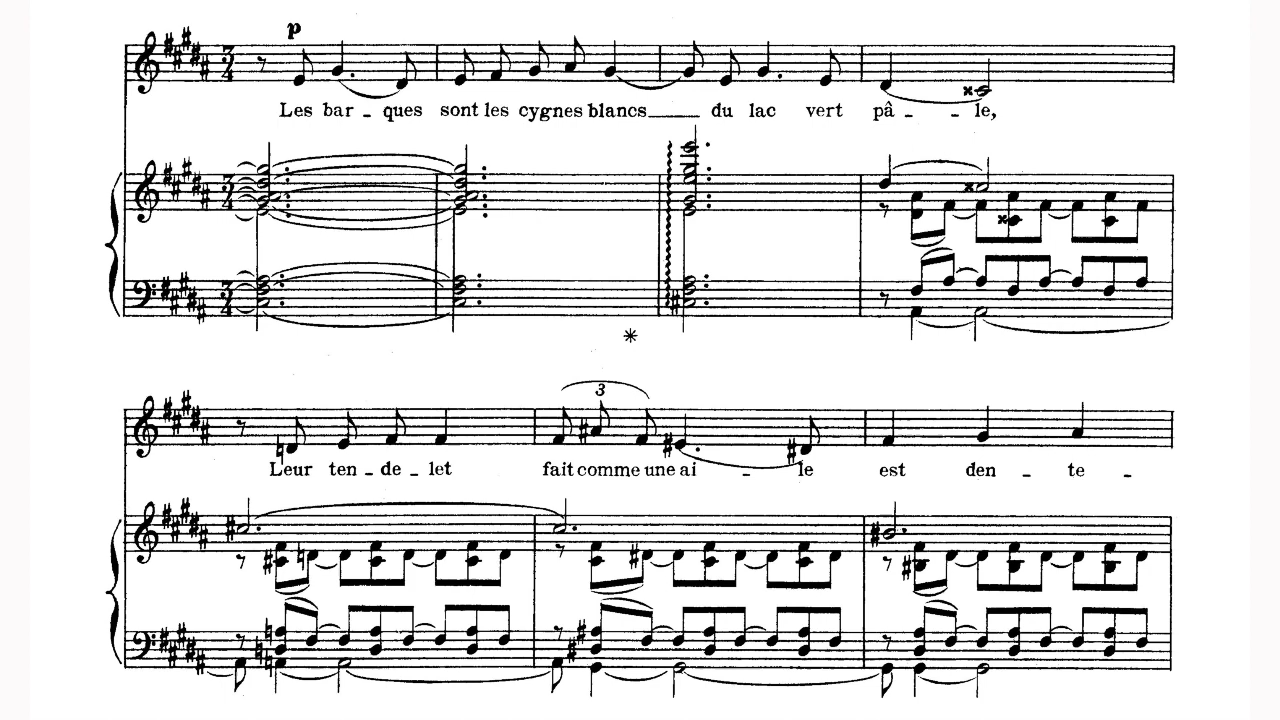 p
Les bar - ques sont les cygnes blancs du lac vert pâ - - le,
3
Leur ten - de - let fait comme une ai - le est den - te -